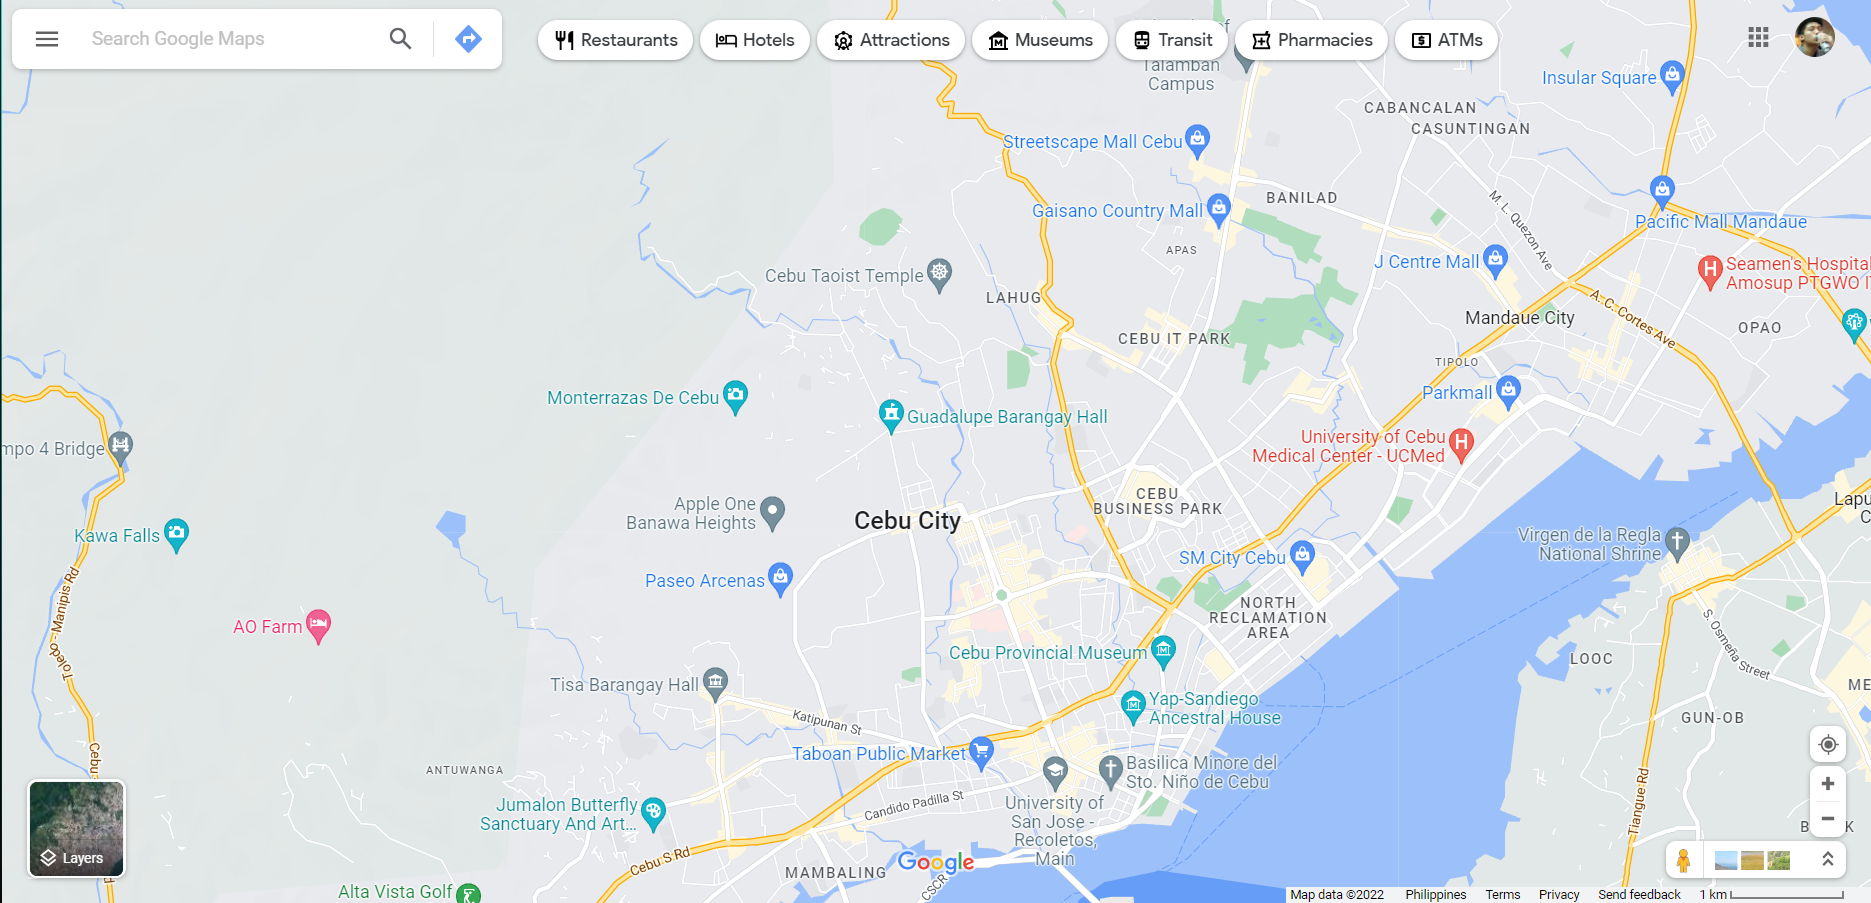 Search Google Maps
Restaurants
Hotels
Attractions
Museums
Transit
Pharmacies
ATMs
Talamban
Campus
Insular Square
CABANCALAN
CASUNTINGAN
Streetscape Mall Cebu
BANILAD
M. L. Quezon Ave
Gaisano Country Mall
Pacific Mall Mandaue
APAS
J Centre Mall
Seamen's Hospital
Amosup PTGWO I
Cebu Taoist Temple
LAHUG
A. C. Cortes Ave
Mandaue City
OPAO
CEBU IT PARK
TIPOLO
Monterrazas De Cebu
Parkmall
Guadalupe Barangay Hall
University of Cebu
Medical Center - UCMed
mpo 4 Bridge
CEBU
BUSINESS PARK
Lapu
C
Apple One
Banawa Heights
Cebu City
Kawa Falls
Virgen de la Regla
National Shrine
SM City Cebu
Paseo Arcenas
Toledo - Manipis Rd
NORTH
RECLAMATION
AREA
AO Farm
S. Osmeña Street
Cebu Provincial Museum
LOOC
Tisa Barangay Hall
ME
Yap-Sandiego
Ancestral House
GUN-OB
Katipunan St
Taboan Public Market
Cebu
ANTUWANGA
Basilica Minore del
Sto. Niño de Cebu
Jumalon Butterfly
Sanctuary And Art...
Candido Padilla St
University of
San Jose -
Recoletos,
Main
Tiangue Rd
B
K
Layers
Cebu S Rd
Google
MAMBALING
CSCR
Alta Vista Golf
Map data ©2022
Philippines
Terms
Privacy
Send feedback
1 km